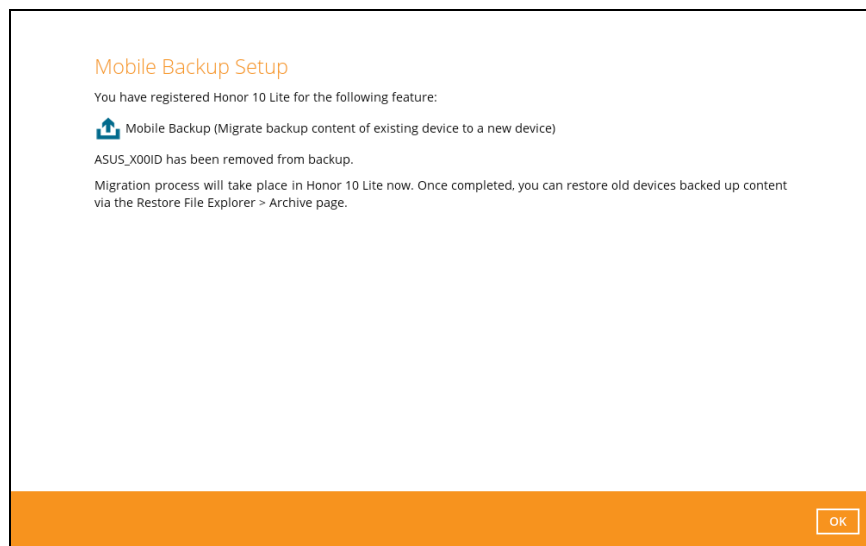 Mobile Backup Setup
You have registered Honor 10 Lite for the following feature:
Mobile Backup (Migrate backup content of existing device to a new device)
ASUS_X00ID has been removed from backup.
Migration process will take place in Honor 10 Lite now. Once completed, you can restore old devices backed up content
via the Restore File Explorer > Archive page.
OK